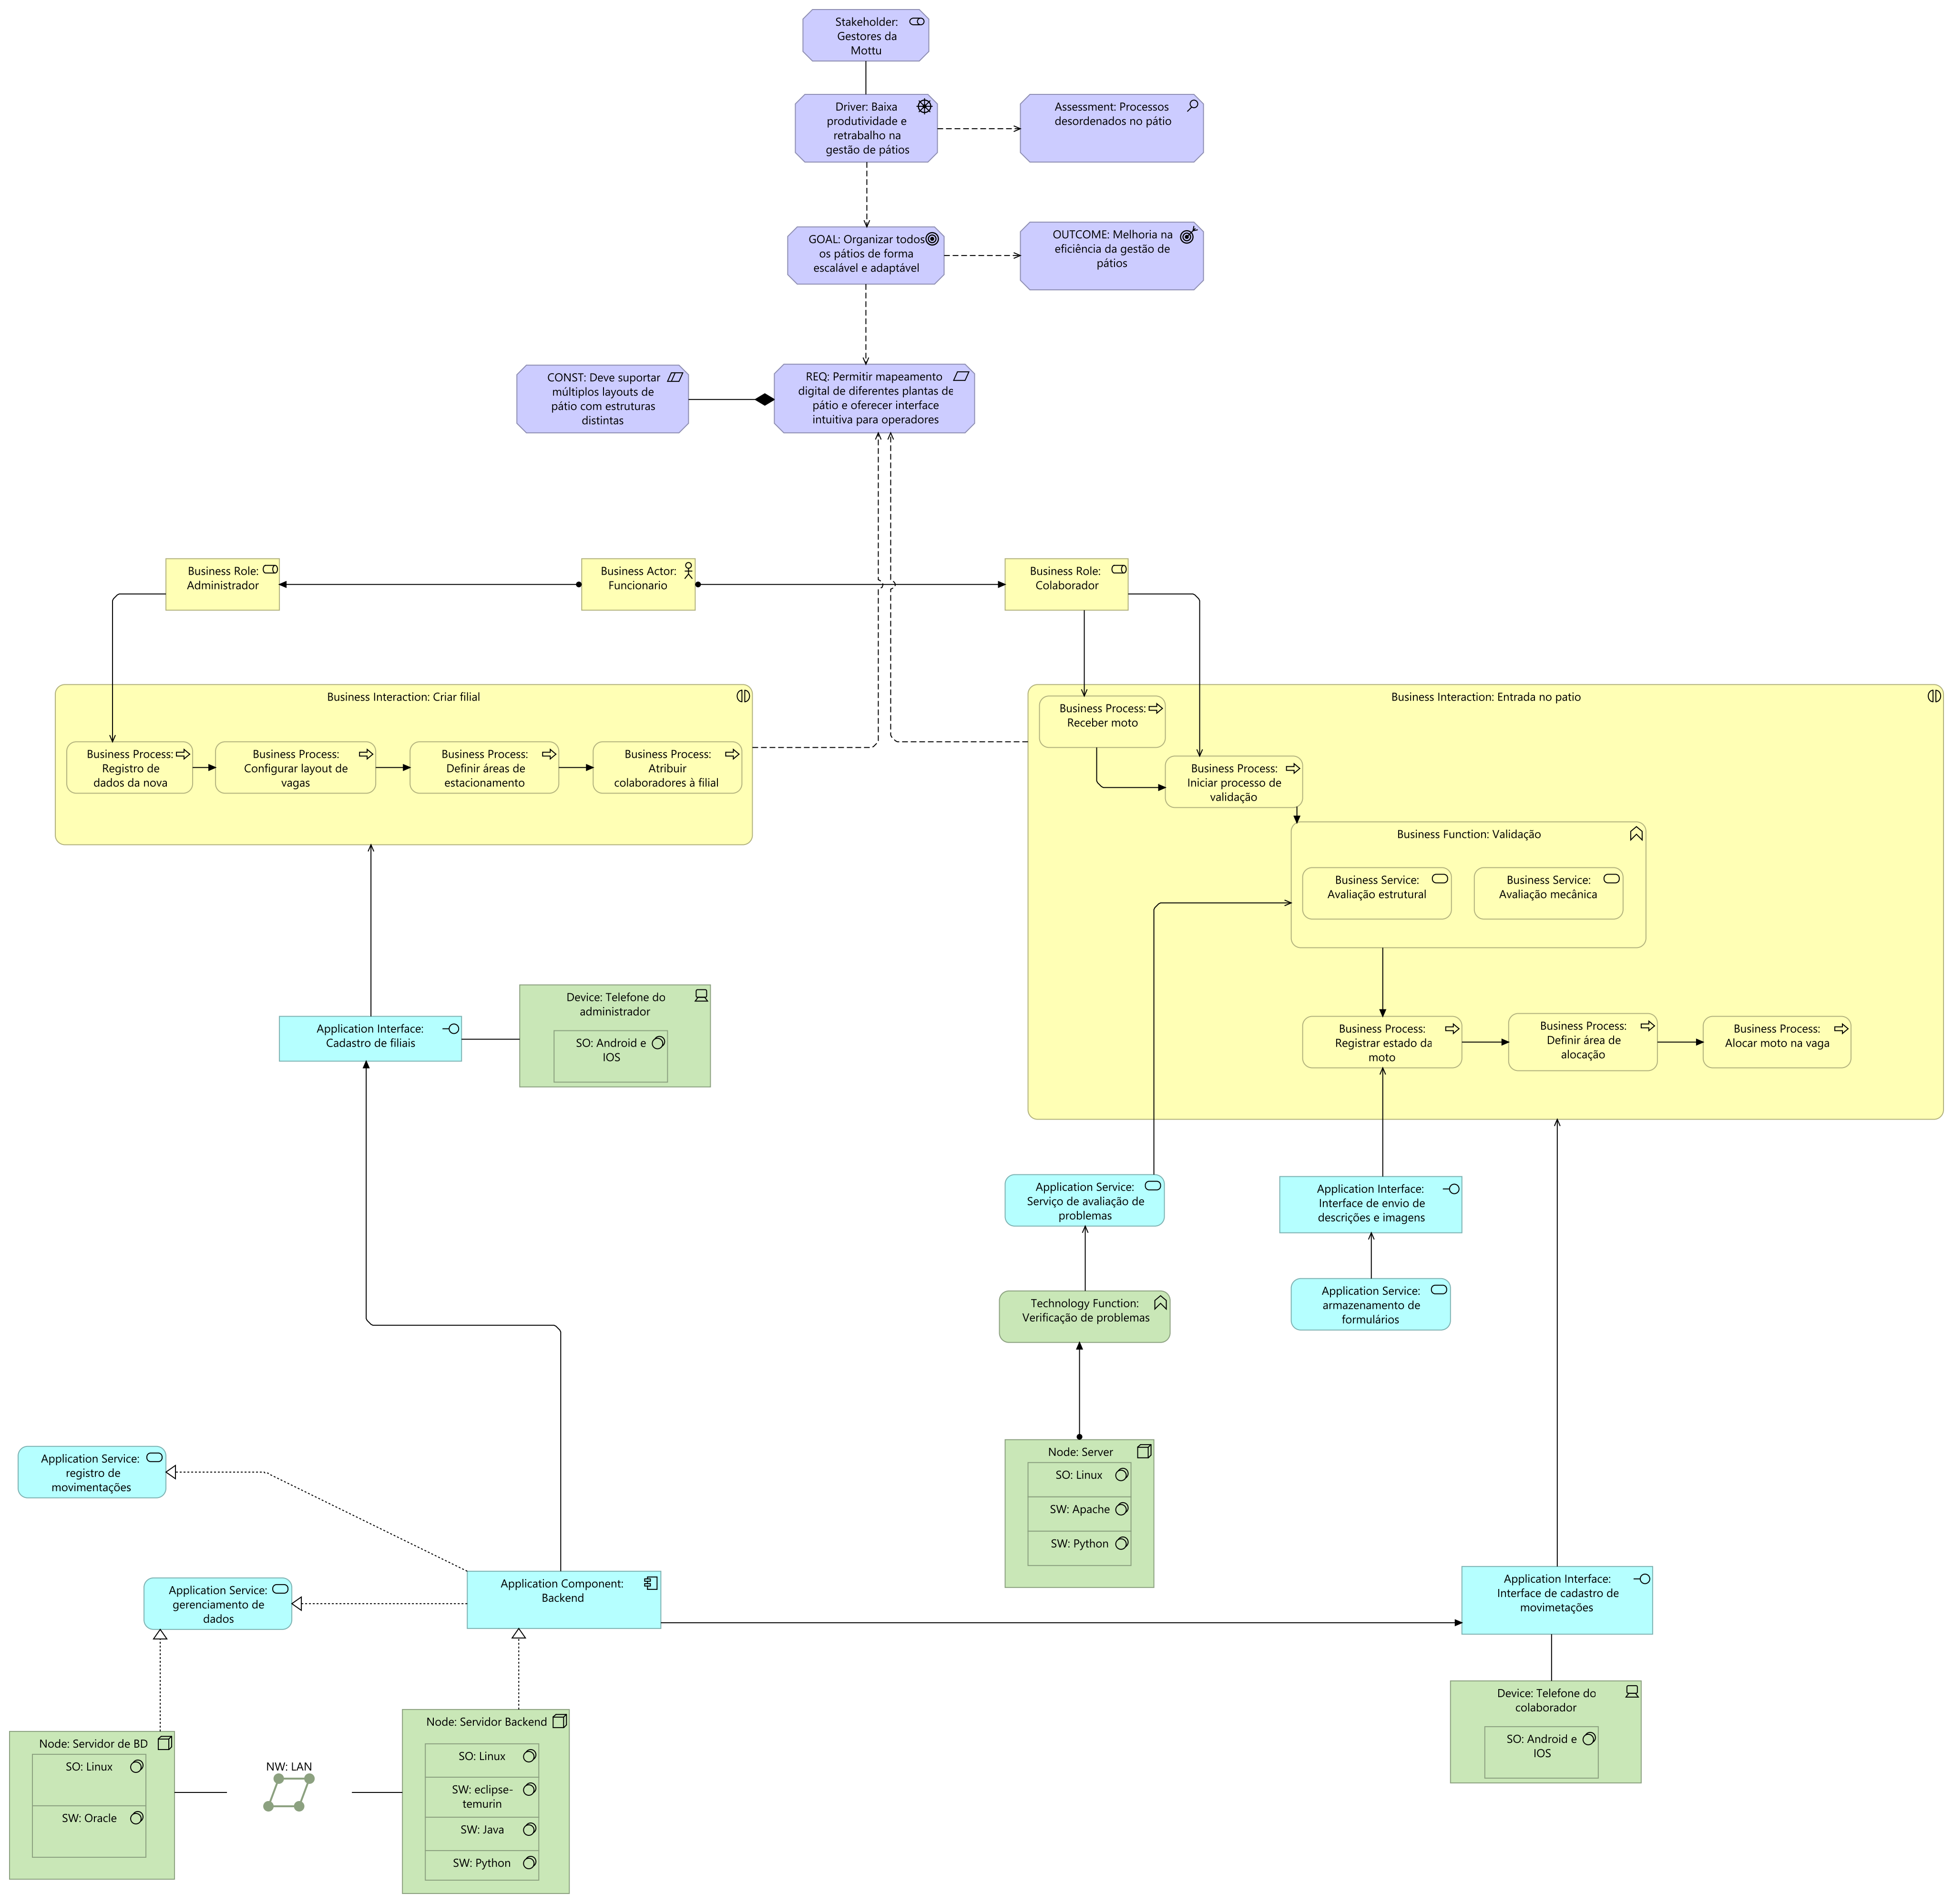 Stakeholder:
Gestores da
Mottu
Driver: Baixa
produtividade e
retrabalho na
gestão de pátios
Assessment: Processos
desordenados no pátio
GOAL: Organizar todos
os pátios de forma
escalável e adaptável
OUTCOME: Melhoria na
eficiência da gestão de
pátios
CONST: Deve suportar
múltiplos layouts de
pátio com estruturas
distintas
REQ: Permitir mapeamento
digital de diferentes plantas de
pátio e oferecer interface
intuitiva para operadores
Business Role:
Administrador
Business Actor:
Funcionario
Business Role:
Colaborador
Business Interaction: Criar filial
Business Process:
Registro de
dados da nova
Business Process:
Configurar layout de
vagas
Business Process:
Definir áreas de
estacionamento
Business Process:
Atribuir
colaboradores à filial
Business Interaction: Entrada no patio
Business Process:
Receber moto
Business Process:
Iniciar processo de
validação
Business Function: Validação
Business Service:
Avaliação estrutural
Business Service:
Avaliação mecânica
Business Process:
Registrar estado da
moto
Business Process:
Definir área de
alocação
Business Process:
Alocar moto na vaga
Application Interface:
Cadastro de filiais
Device: Telefone do
administrador
SO: Android e
IOS
Application Service:
Serviço de avaliação de
problemas
Application Interface:
Interface de envio de
descrições e imagens
Technology Function:
Verificação de problemas
Application Service:
armazenamento de
formulários
Node: Server
SO: Linux
SW: Apache
SW: Python
Application Service:
registro de
movimentações
Application Service:
gerenciamento de
dados
Application Component:
Backend
Application Interface:
Interface de cadastro de
movimetações
Device: Telefone do
colaborador
SO: Android e
IOS
Node: Servidor de BD
SO: Linux
SW: Oracle
NW: LAN
Node: Servidor Backend
SO: Linux
SW: eclipse-
temurin
SW: Java
SW: Python